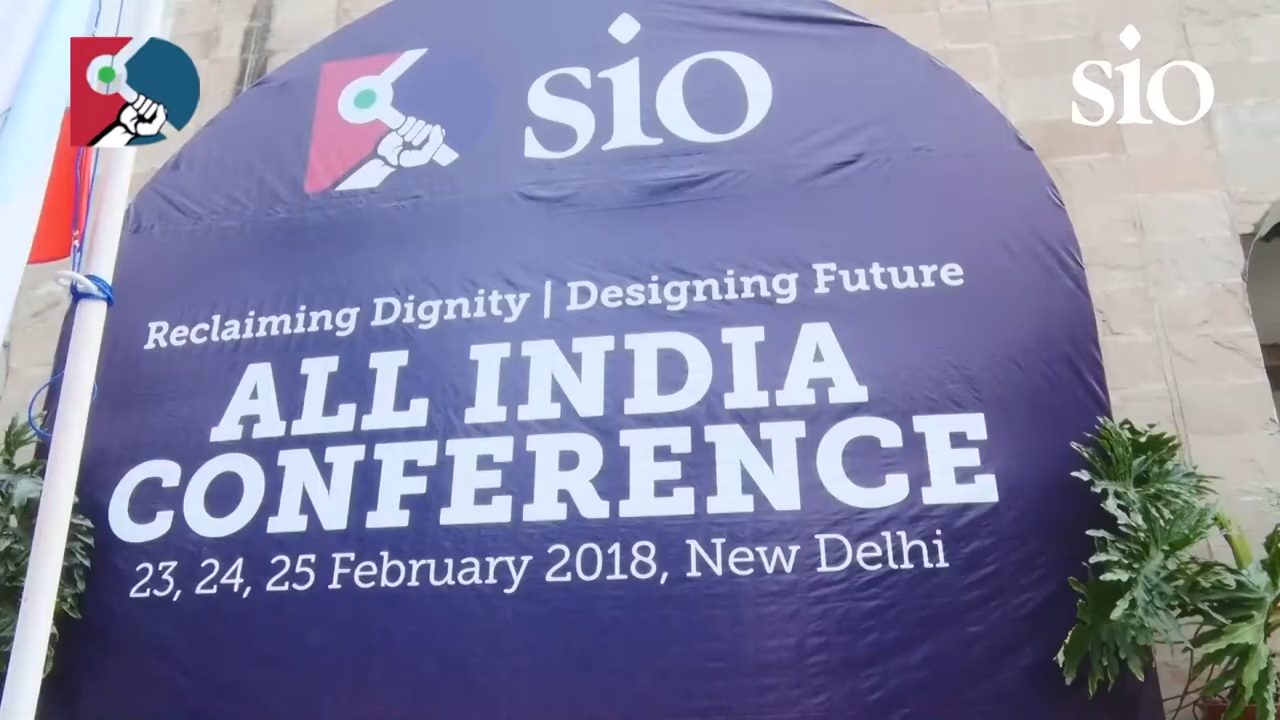 sio
sio
Reclaiming Dignity | Designing Future
ALL INDIA
CONFERENCE
23, 24, 25 February 2018, New Delhi